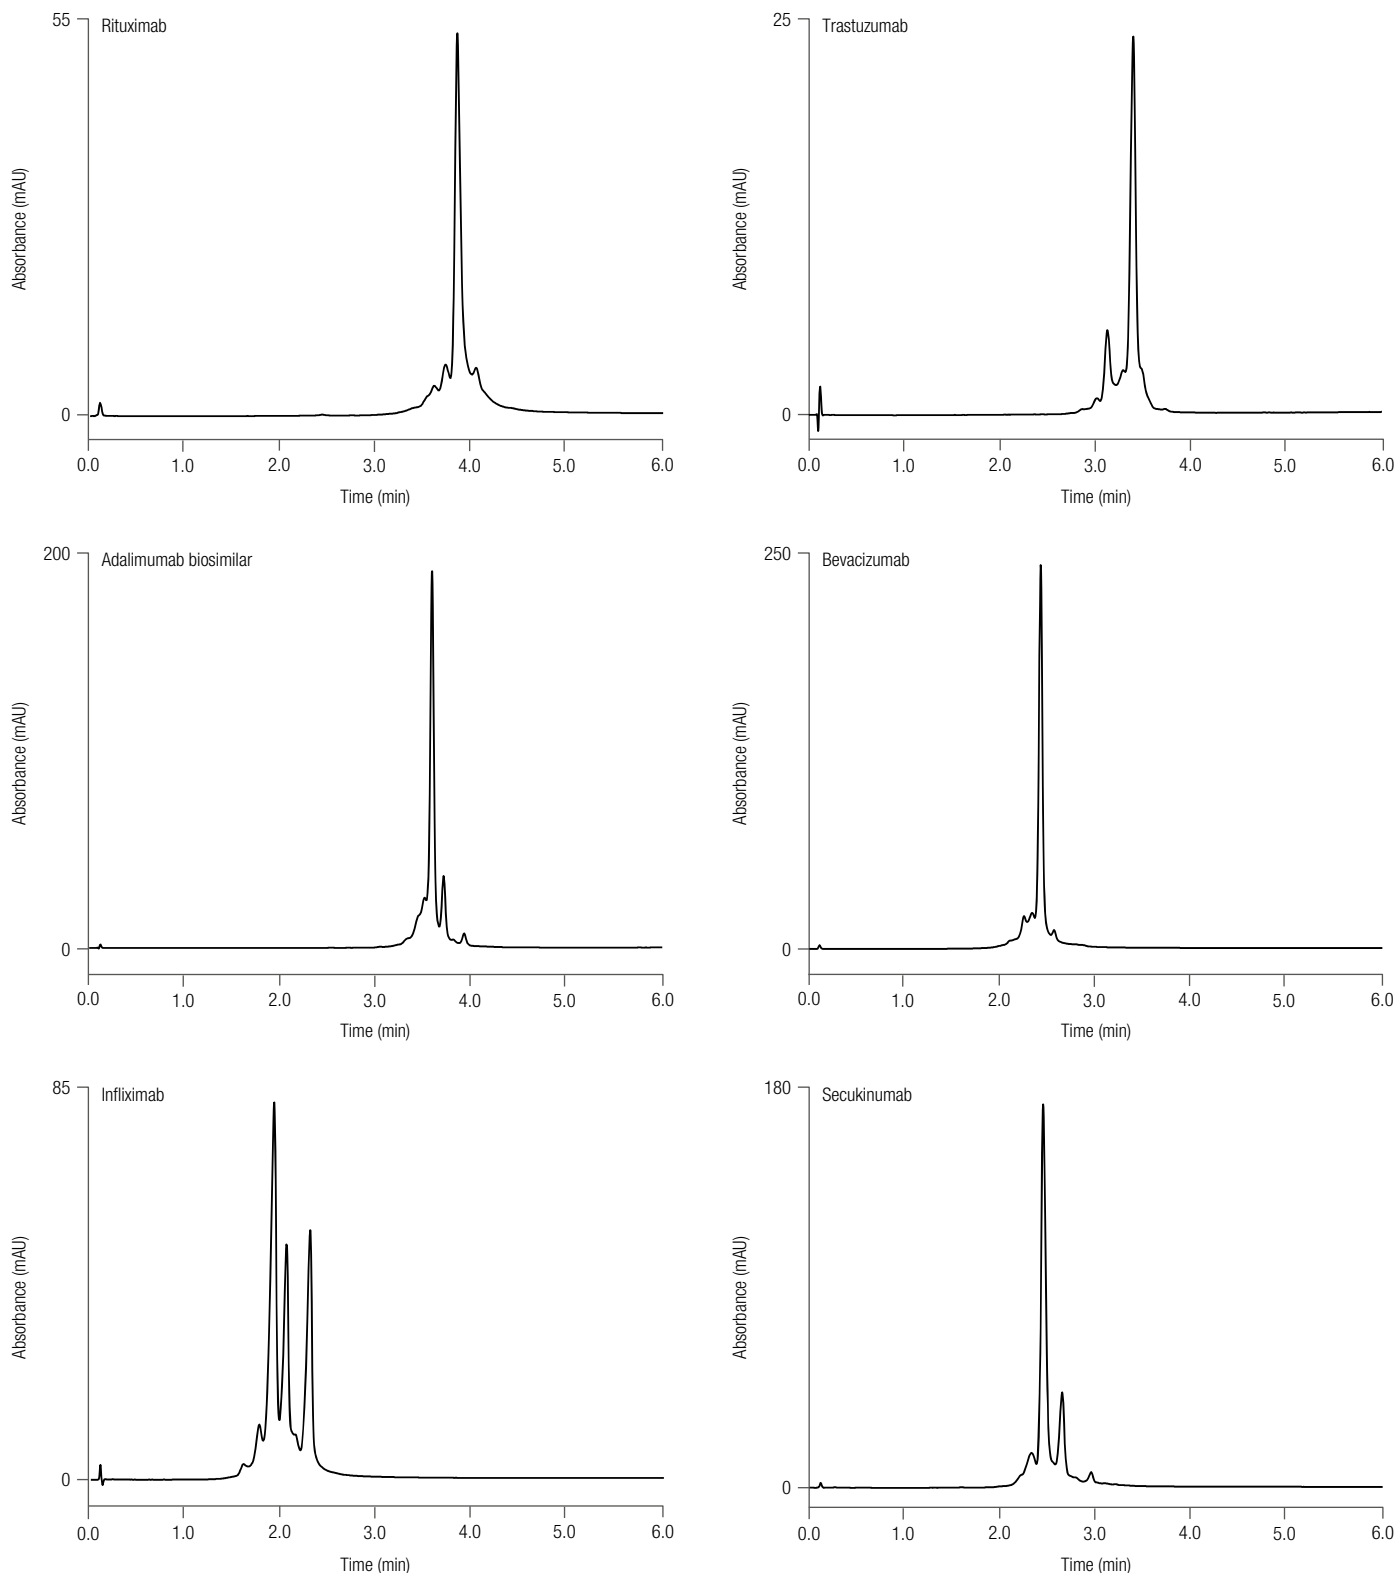 55
Rituximab
Absorbance (mAU)
0
0.0 1.0 2.0 3.0 4.0 5.0 6.0
Time (min)
25
Trastuzumab
Absorbance (mAU)
0
0.0 1.0 2.0 3.0 4.0 5.0 6.0
Time (min)
200
Adalimumab biosimilar
Absorbance (mAU)
0
0.0 1.0 2.0 3.0 4.0 5.0 6.0
Time (min)
250
Bevacizumab
Absorbance (mAU)
0
0.0 1.0 2.0 3.0 4.0 5.0 6.0
Time (min)
85
Infliximab
Absorbance (mAU)
0
0.0 1.0 2.0 3.0 4.0 5.0 6.0
Time (min)
180
Secukinumab
Absorbance (mAU)
0
0.0 1.0 2.0 3.0 4.0 5.0 6.0
Time (min)